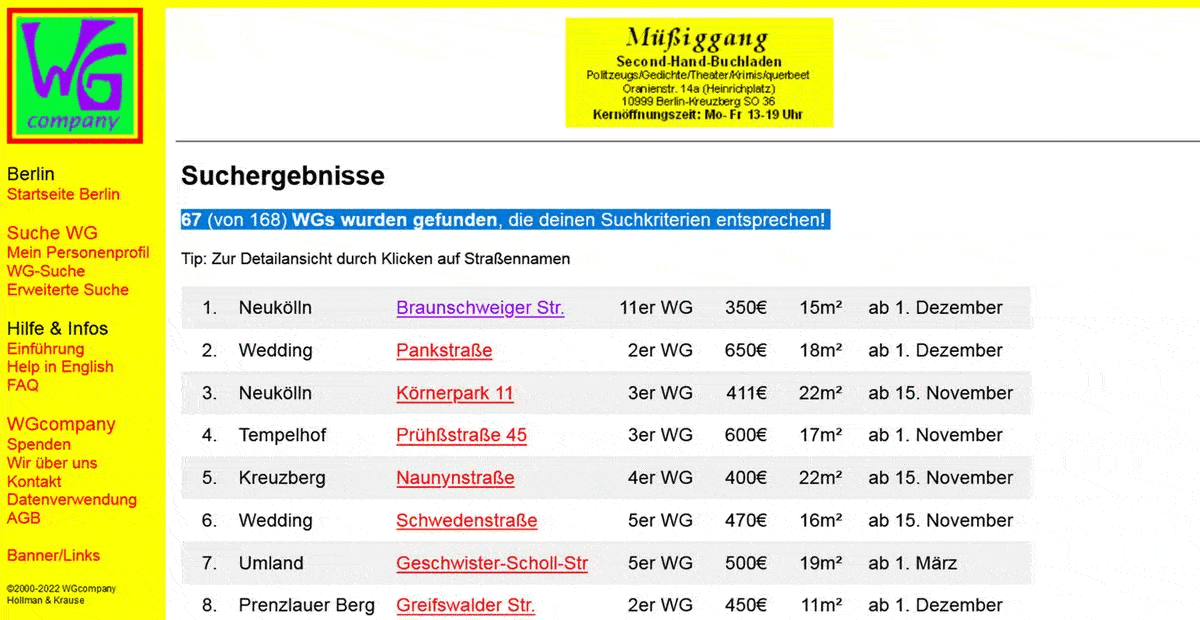 WG
company
Müßiggang
Second-Hand-Buchladen
Politzeugs/Gedichte/Theater/Krimis/querbeet
Oranienstr. 14a (Heinrichplatz)
10999 Berlin-Kreuzberg SO 36
Kernöffnungszeit: Mo- Fr 13-19 Uhr
Berlin
Startseite Berlin
Suche WG
Mein Personenprofil
WG-Suche
Erweiterte Suche
Hilfe & Infos
Einführung
Help in English
FAQ
WGcompany
Spenden
Wir über uns
Kontakt
Datenverwendung
AGB
Banner/Links
©2000-2022 WGcompany
Hollman & Krause
Suchergebnisse
67 (von 168) WGs wurden gefunden, die deinen Suchkriterien entsprechen!
Tip: Zur Detailansicht durch Klicken auf Straßennamen
1. Neukölln Braunschweiger Str. 11er WG 350€ 15m² ab 1. Dezember
2. Wedding Pankstraße 2er WG 650€ 18m² ab 1. Dezember
3. Neukölln Körnerpark 11 3er WG 411€ 22m² ab 15. November
4. Tempelhof Prühßstraße 45 3er WG 600€ 17m² ab 1. November
5. Kreuzberg Naunynstraße 4er WG 400€ 22m² ab 15. November
6. Wedding Schwedenstraße 5er WG 470€ 16m² ab 15. November
7. Umland Geschwister-Scholl-Str 5er WG 500€ 19m² ab 1. März
8. Prenzlauer Berg Greifswalder Str. 2er WG 450€ 11m² ab 1. Dezember